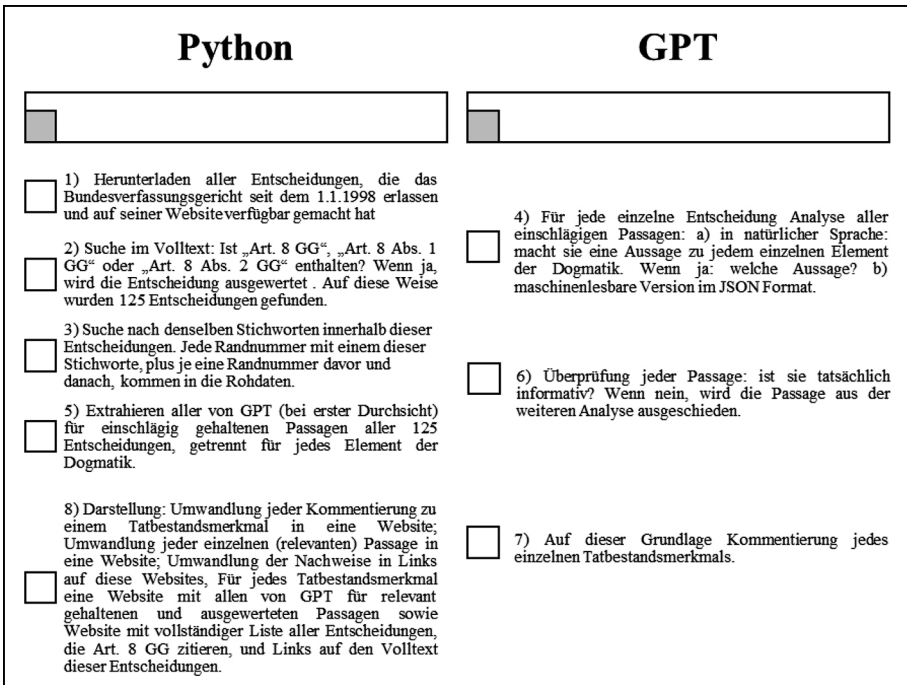 Python
GPT
1) Herunterladen aller Entscheidungen, die das
Bundesverfassungsgericht seit dem 1.1.1998 erlassen
und auf seiner Websiteverfügbar gemacht hat
2) Suche im Volltext: Ist „Art. 8 GG“, „Art. 8 Abs. 1
GG“ oder „Art. 8 Abs. 2 GG“ enthalten? Wenn ja,
wird die Entscheidung ausgewertet . Auf diese Weise
wurden 125 Entscheidungen gefunden.
3) Suche nach denselben Stichworten innerhalb dieser
Entscheidungen. Jede Randnummer mit einem dieser
Stichworte, plus je eine Randnummer davor und
danach, kommen in die Rohdaten.
4) Für jede einzelne Entscheidung Analyse aller
einschlägigen Passagen: a) in natürlicher Sprache:
macht sie eine Aussage zu jedem einzelnen Element
der Dogmatik. Wenn ja: welche Aussage? b)
maschinenlesbare Version im JSON Format.
5) Extrahieren aller von GPT (bei erster Durchsicht)
für einschlägig gehaltenen Passagen aller 125
Entscheidungen, getrennt für jedes Element der
Dogmatik.
6) Überprüfung jeder Passage: ist sie tatsächlich
informativ? Wenn nein, wird die Passage aus der
weiteren Analyse ausgeschieden.
7) Auf dieser Grundlage Kommentierung jedes
einzelnen Tatbestandsmerkmals.
8) Darstellung: Umwandlung jeder Kommentierung zu
einem Tatbestandsmerkmal in eine Website;
Umwandlung jeder einzelnen (relevanten) Passage in
eine Website; Umwandlung der Nachweise in Links
auf diese Websites, Für jedes Tatbestandsmerkmal
eine Website mit allen von GPT für relevant
gehaltenen und ausgewerteten Passagen sowie
Website mit vollständiger Liste aller Entscheidungen,
die Art. 8 GG zitieren, und Links auf den Volltext
dieser Entscheidungen.